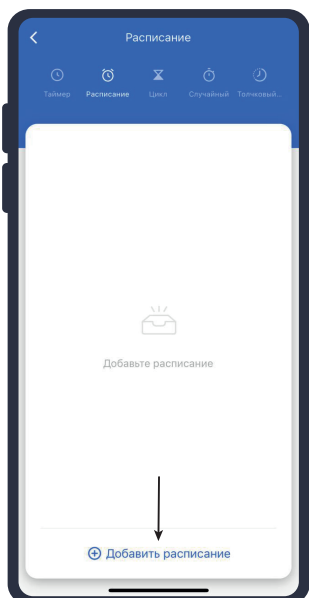 Расписание
Таймер Расписание Цикл Случайный Толчковый...
Добавьте расписание
Добавить расписание